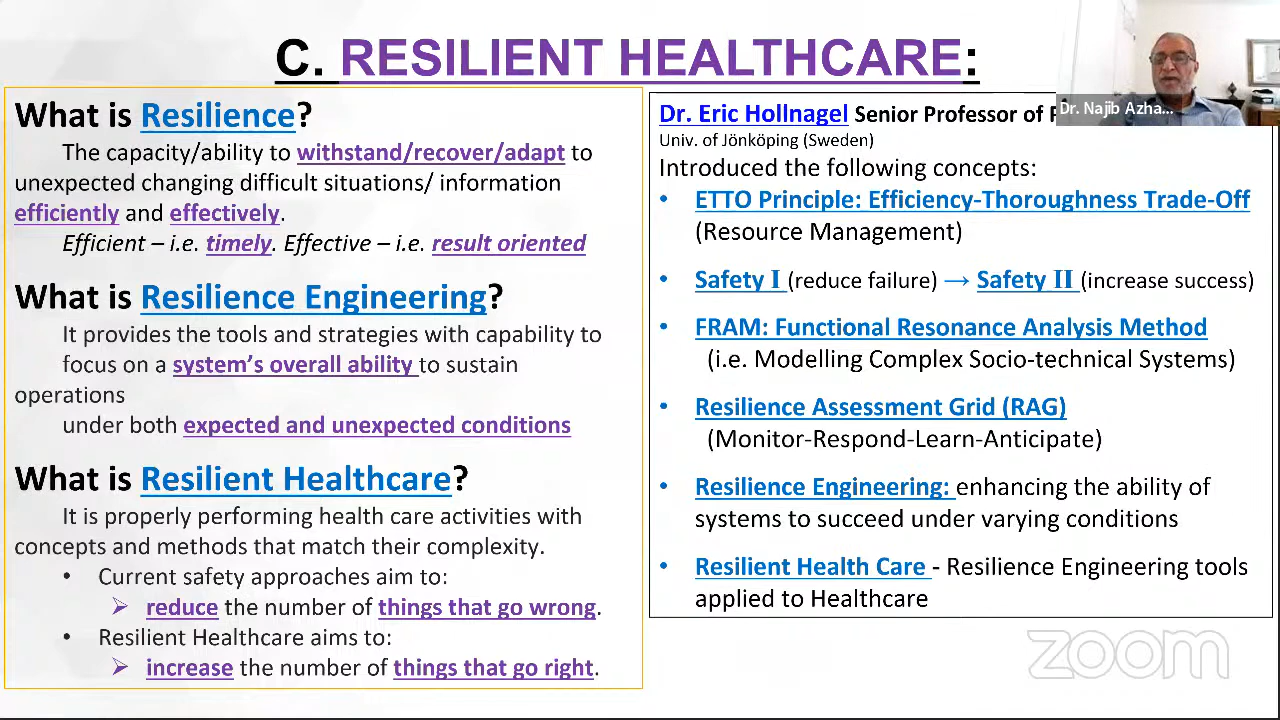 C. RESILIENT HEALTHCARE:
What is Resilience?
The capacity/ability to withstand/recover/adapt to
unexpected changing difficult situations/ information
efficiently and effectively.
Efficient – i.e. timely. Effective – i.e. result oriented
What is Resilience Engineering?
It provides the tools and strategies with capability to
focus on a system's overall ability to sustain
operations
under both expected and unexpected conditions
What is Resilient Healthcare?
It is properly performing health care activities with
concepts and methods that match their complexity.
• Current safety approaches aim to:
➢ reduce the number of things that go wrong.
• Resilient Healthcare aims to:
➢ increase the number of things that go right.
Dr. Eric Hollnagel Senior Professor of
Univ. of Jönköping (Sweden)
Introduced the following concepts:
• ETTO Principle: Efficiency-Thoroughness Trade-Off
(Resource Management)
• Safety I (reduce failure) → Safety II (increase success)
• FRAM: Functional Resonance Analysis Method
(i.e. Modelling Complex Socio-technical Systems)
• Resilience Assessment Grid (RAG)
(Monitor-Respond-Learn-Anticipate)
• Resilience Engineering: enhancing the ability of
systems to succeed under varying conditions
• Resilient Health Care - Resilience Engineering tools
applied to Healthcare
Dr. Najib Azha...
zoom